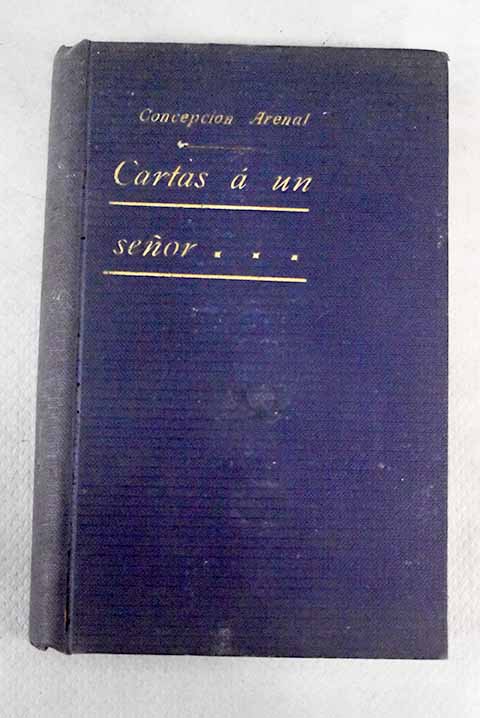 Concepcion Arenal
Cartas á un
señor . . .